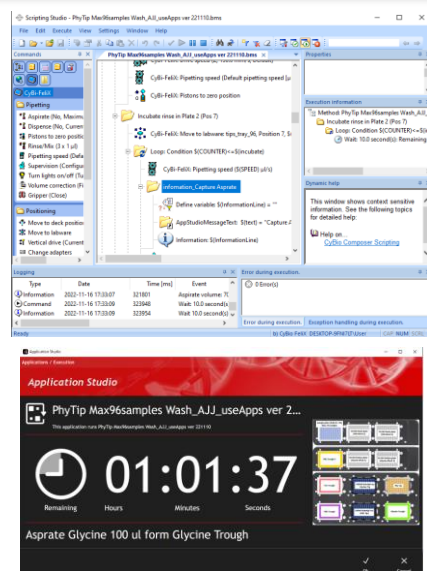 Scripting Studio - PhyTip Max96samples Wash_AJJ_useApps ver 221110.bms
File Edit Execute View Settings Window Help
Commands
PhyTip Max96samples Wash_AJJ_useApps ver 221110.bms
Properties
CyBi-FeliX
Pipetting
Aspirate (No, Maximu
Dispense (No, Curren
Pistons to zero positio
Rinse/Mix (3 x 1 µl)
Pipetting speed (Defa
Supervision (Configur
Turn lights on/off (Tu
Volume correction (Fi
Gripper (Close)
Positioning
Move to deck position
Move to labware
Vertical drive (Current
Change adapters
CyBi-FeliX: Pipetting speed (Default pipetting speed [µ
CyBi-FeliX: Pistons to zero position
Incubate rinse in Plate 2 (Pos 7)
CyBi-FeliX: Move to labware tips_tray_96, Position 7, S
Loop: Condition $(COUNTER)<=$(incubate)
CyBi-FeliX: Pipetting speed ($(SPEED) µl/s)
infomation_Capture Asprate
Define variable: $(InformationLine) = ""
AppStudioMessageText: $(text) = "Capture A
Information: $(InformationLine)
Execution information
Method: PhyTip Max96samples Wash_AJJ_
Incubate rinse in Plate 2 (Pos 7)
Loop: Condition $(COUNTER)<=$(in
Wait: 10.0 second(s): Remaining
Dynamic help
This window shows context sensitive
information. See the following topics
for detailed help:
Help on...
CyBio Composer Scripting
Logging
Type Date Time [ms] Event
Information 2022-11-16 17:33:07 321801 Aspirate volume: 70
Command 2022-11-16 17:33:09 323948 Wait: 10.0 second(s)
Information 2022-11-16 17:33:09 323954 Wait: 10.0 second(s)
Error during execution.
0 Error(s)
Error during execution. Exception handling during execution.
Ready
CyBio FeliX DESKTOP-9PI47LT\User CAP NUM SCRL
Application Studio
Applications / Execution
Application Studio
PhyTip Max96samples Wash_AJJ_useApps ver 2...
This application runs PhyTip Max96samples Wash_AJJ_useApps ver 221110
01:01:37
Remaining Hours Minutes Seconds
Asprate Glycine 100 ul form Glycine Trough
Cancel